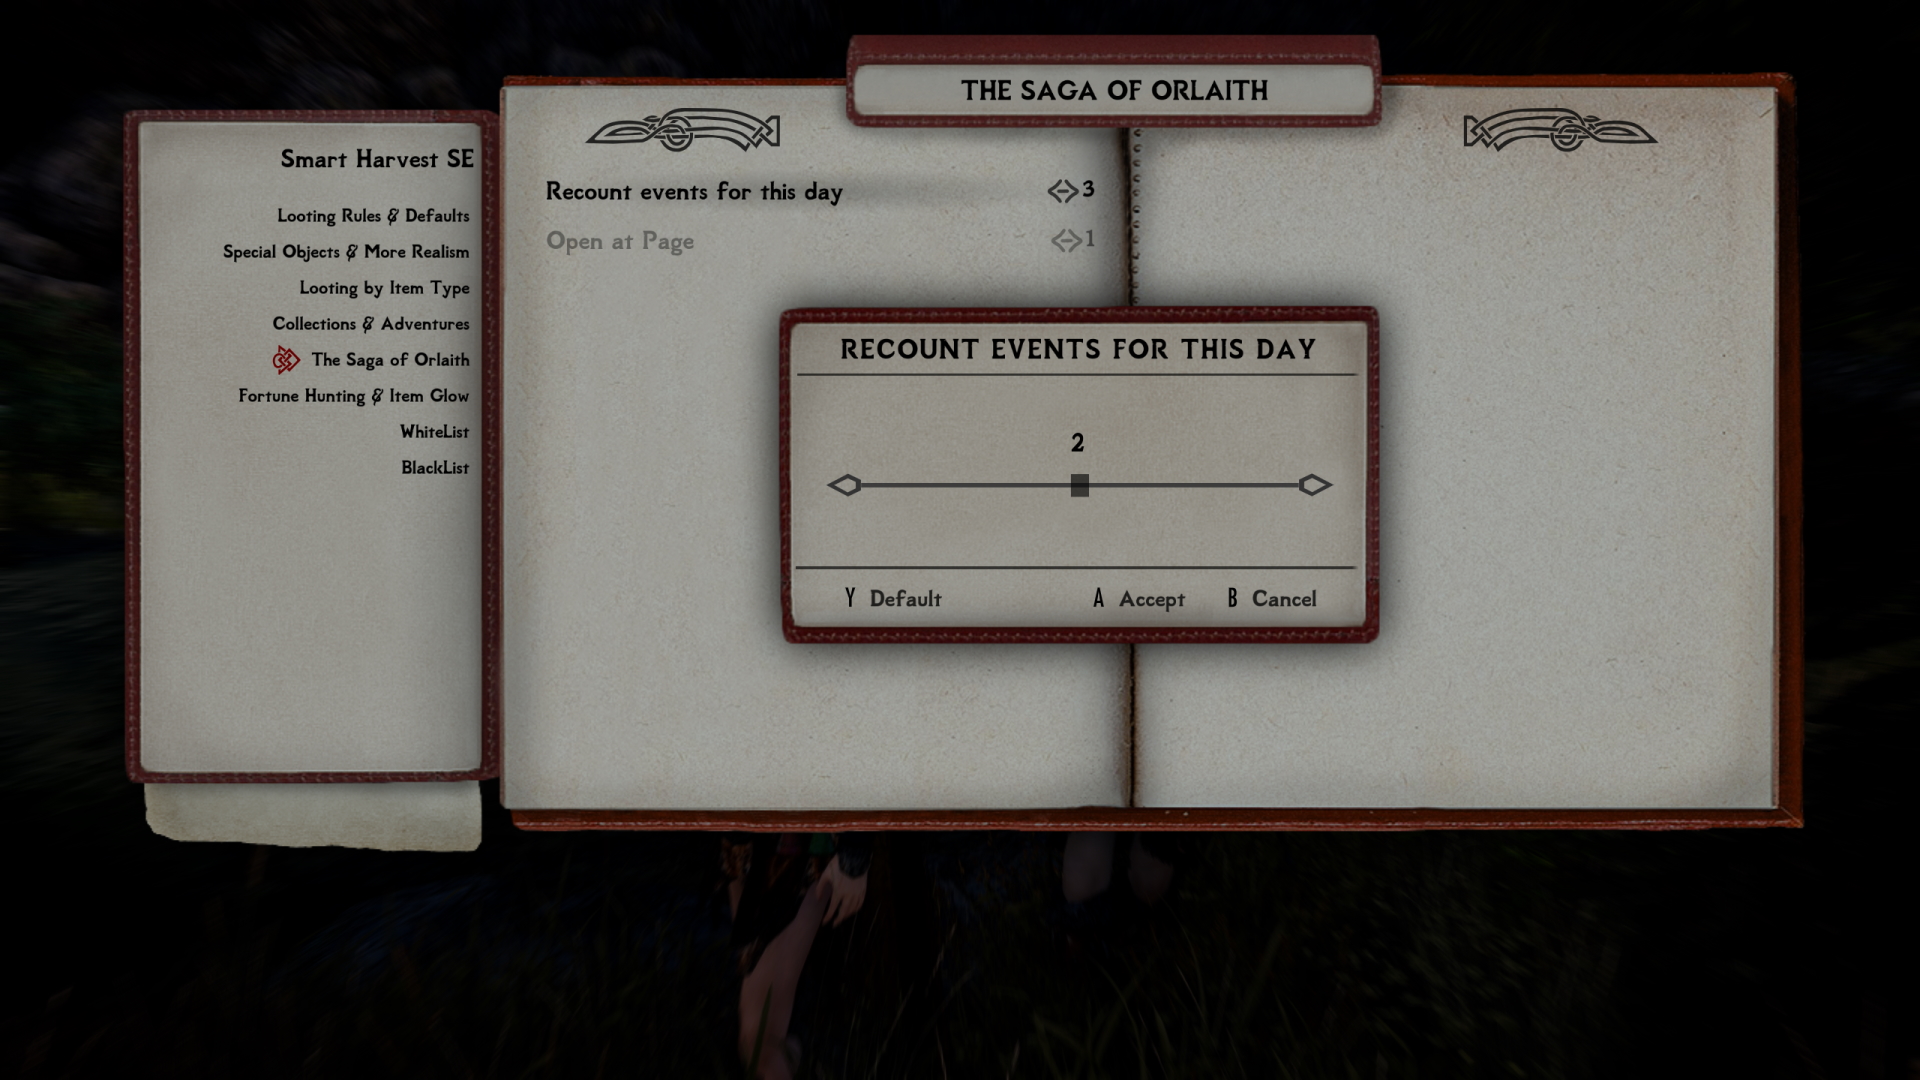 THE SAGA OF ORLAITH
Smart Harvest SE
Looting Rules & Defaults
Special Objects & More Realism
Looting by Item Type
Collections & Adventures
The Saga of Orlaith
Fortune Hunting & Item Glow
WhiteList
BlackList
Recount events for this day 3
Open at Page 1
RECOUNT EVENTS FOR THIS DAY
2
Y Default A Accept B Cancel